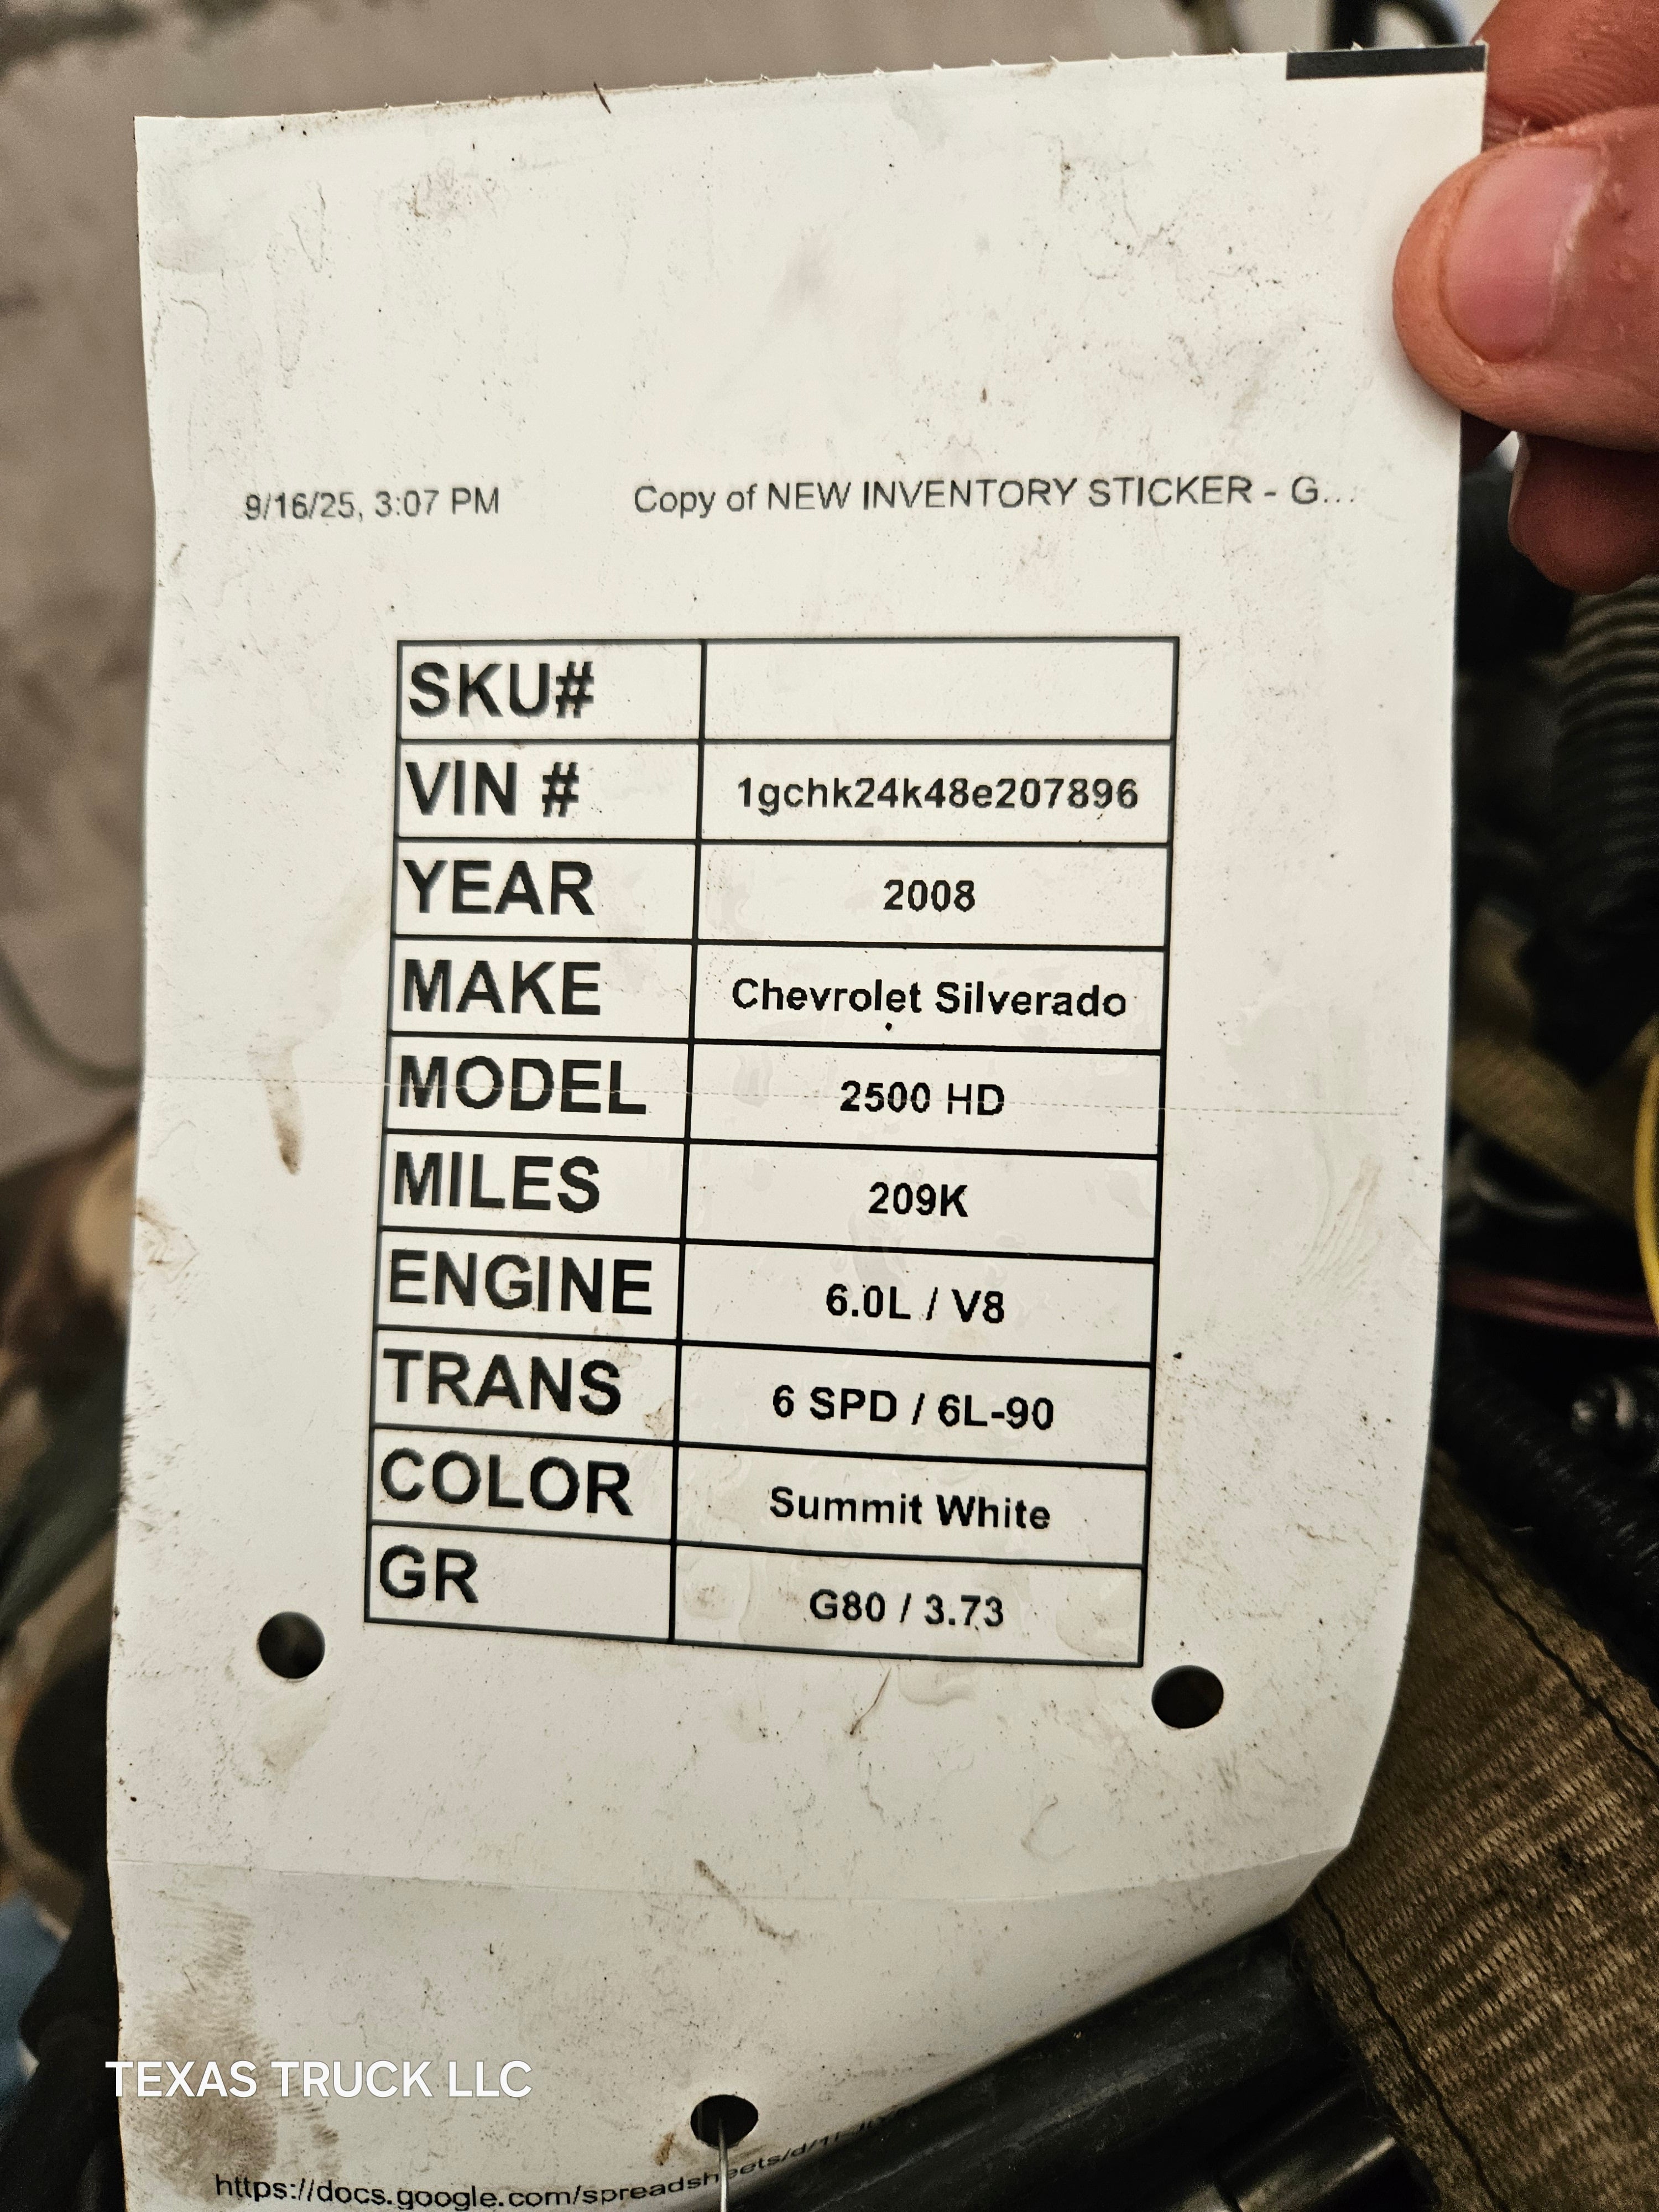 9/16/25, 3:07 PM Copy of NEW INVENTORY STICKER - G...
SKU#
VIN # 1gchk24k48e207896
YEAR 2008
MAKE Chevrolet Silverado
MODEL 2500 HD
MILES 209K
ENGINE 6.0L / V8
TRANS 6 SPD / 6L-90
COLOR Summit White
GR G80 / 3.73
TEXAS TRUCK LLC
https://docs.google.com/spreadsheets/d/1